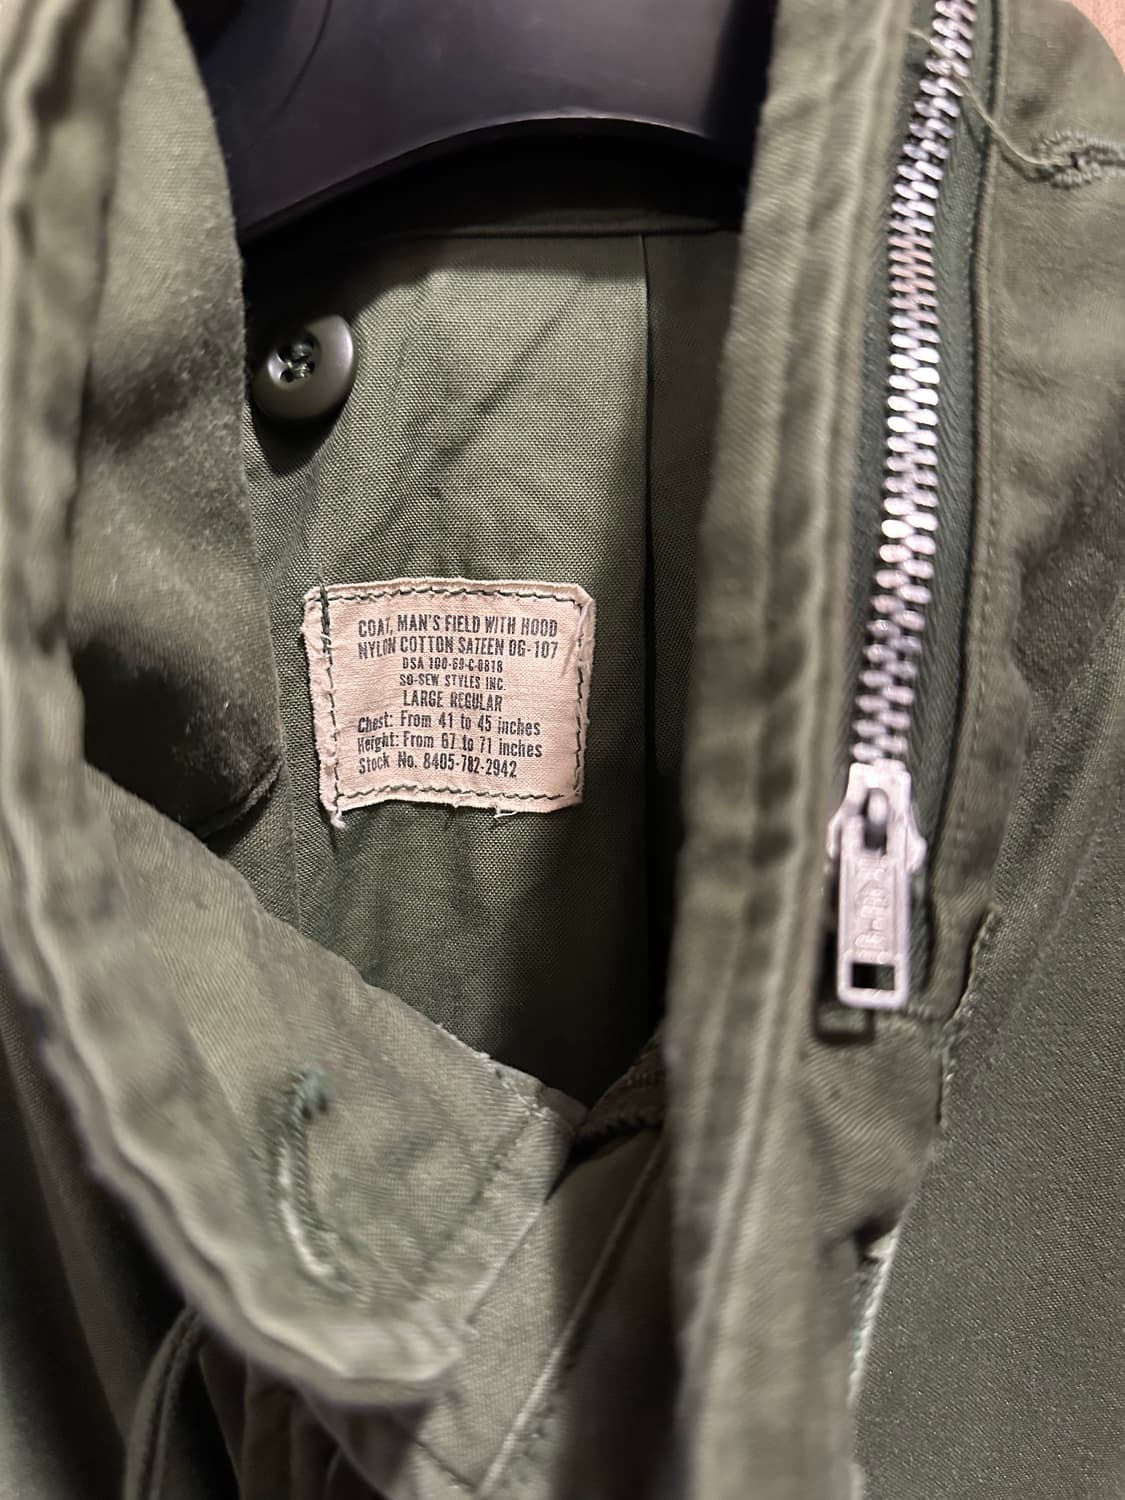 COAT, MAN'S FIELD WITH HOOD
NYLON COTTON SATEEN OG-107
DSA 100-69-C-0818
SO-SEW STYLES INC.
LARGE REGULAR
Chest: From 41 to 45 inches
Height: From 67 to 71 inches
Stock No. 8405-782-2942